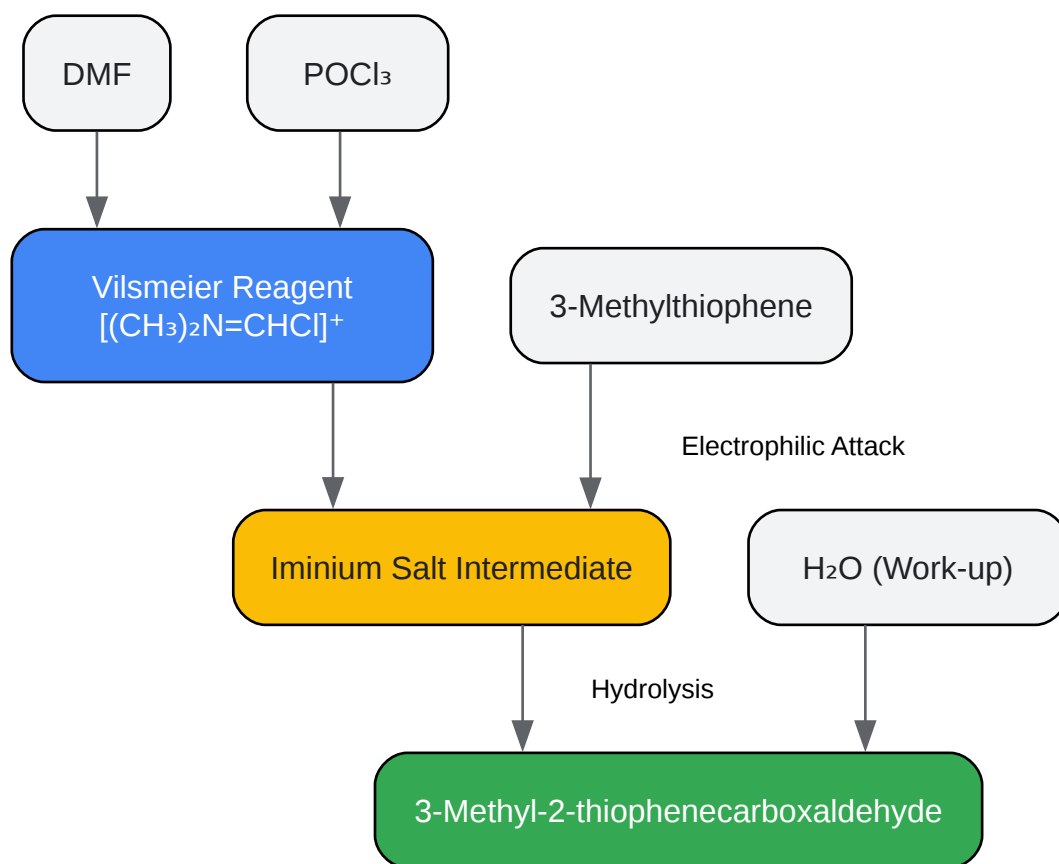 DMF
POCl₃
Vilsmeier Reagent
[(CH₃)₂N=CHCl]⁺
3-Methylthiophene
Electrophilic Attack
Iminium Salt Intermediate
H₂O (Work-up)
Hydrolysis
3-Methyl-2-thiophenecarboxaldehyde